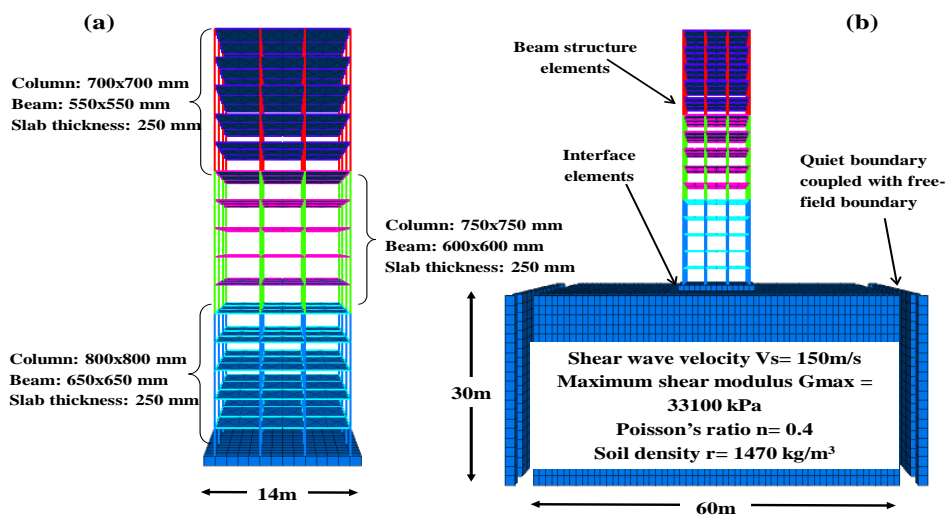 (a)
Column: 700x700 mm
Beam: 550x550 mm
Slab thickness: 250 mm
Column: 750x750 mm
Beam: 600x600 mm
Slab thickness: 250 mm
Column: 800x800 mm
Beam: 650x650 mm
Slab thickness: 250 mm
14m
(b)
Beam structure
elements
Interface
elements
Quiet boundary
coupled with free-
field boundary
30m
Shear wave velocity Vs= 150m/s
Maximum shear modulus Gmax =
33100 kPa
Poisson's ratio n= 0.4
Soil density r= 1470 kg/m³
60m